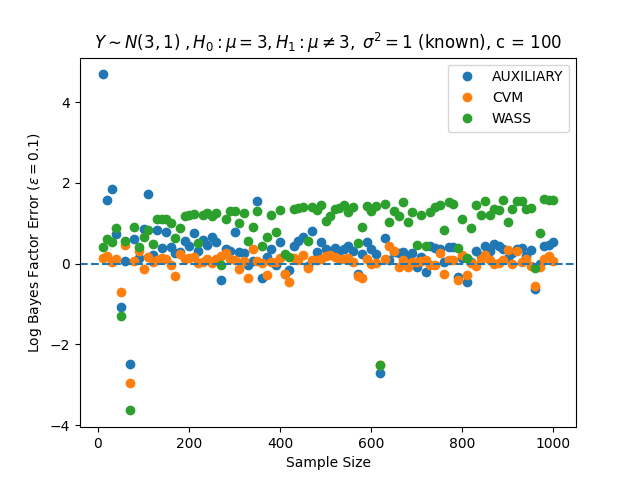 Y ∼ N(3, 1) , H₀ : μ = 3, H₁ : μ ≠ 3, σ² = 1 (known), c = 100
AUXILIARY
CVM
WASS
Log Bayes Factor Error (ε = 0.1)
4
2
0
−2
−4
0 200 400 600 800 1000
Sample Size